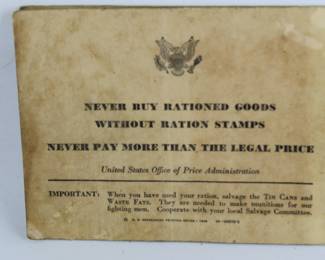 NEVER BUY RATIONED GOODS
WITHOUT RATION STAMPS
NEVER PAY MORE THAN THE LEGAL PRICE
United States Office of Price Administration
IMPORTANT: When you have used your ration, salvage the TIN CANS and
WASTE FATS. They are needed to make munitions for our
fighting men. Cooperate with your local Salvage Committee.